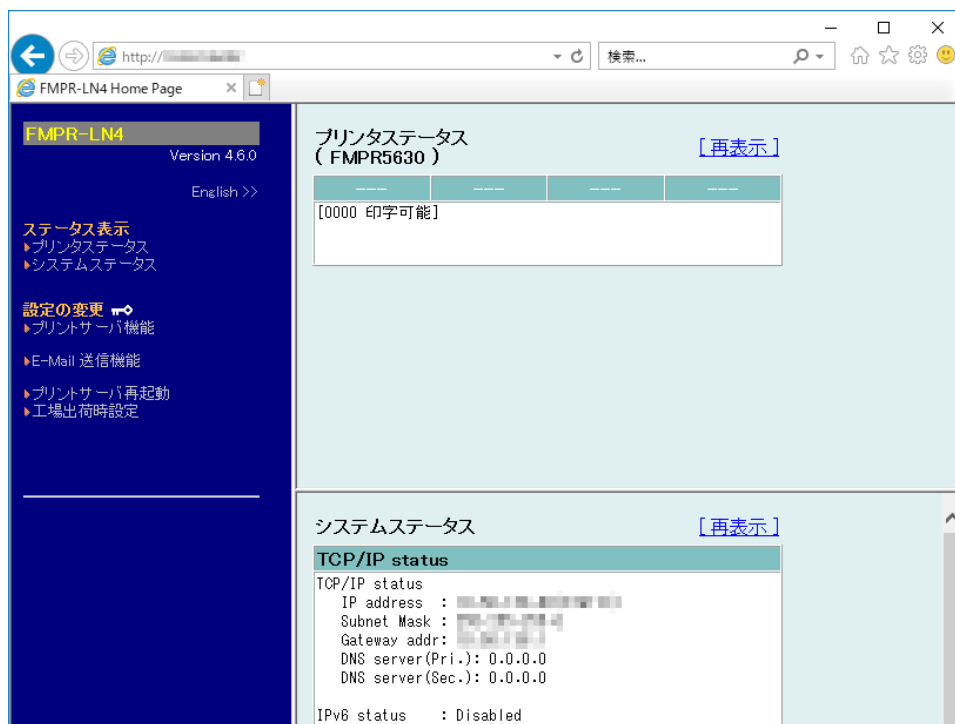 http://
検索...
FMPR-LN4 Home Page
FMPR-LN4
Version 4.6.0
English >>
ステータス表示
プリンタステータス
システムステータス
設定の変更
プリントサーバ機能
E-Mail 送信機能
プリントサーバ再起動
工場出荷時設定
プリンタステータス
( FMPR5630 )
[ 再表示 ]
--- --- --- ---
[0000 印字可能]
システムステータス
[ 再表示 ]
TCP/IP status
TCP/IP status
IP address :
Subnet Mask :
Gateway addr:
DNS server(Pri.): 0.0.0.0
DNS server(Sec.): 0.0.0.0
IPv6 status : Disabled